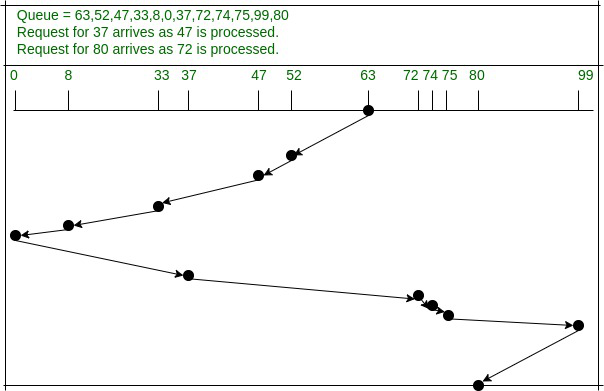 Queue = 63,52,47,33,8,0,37,72,74,75,99,80
Request for 37 arrives as 47 is processed.
Request for 80 arrives as 72 is processed.
0 8 33 37 47 52 63 72 74 75 80 99